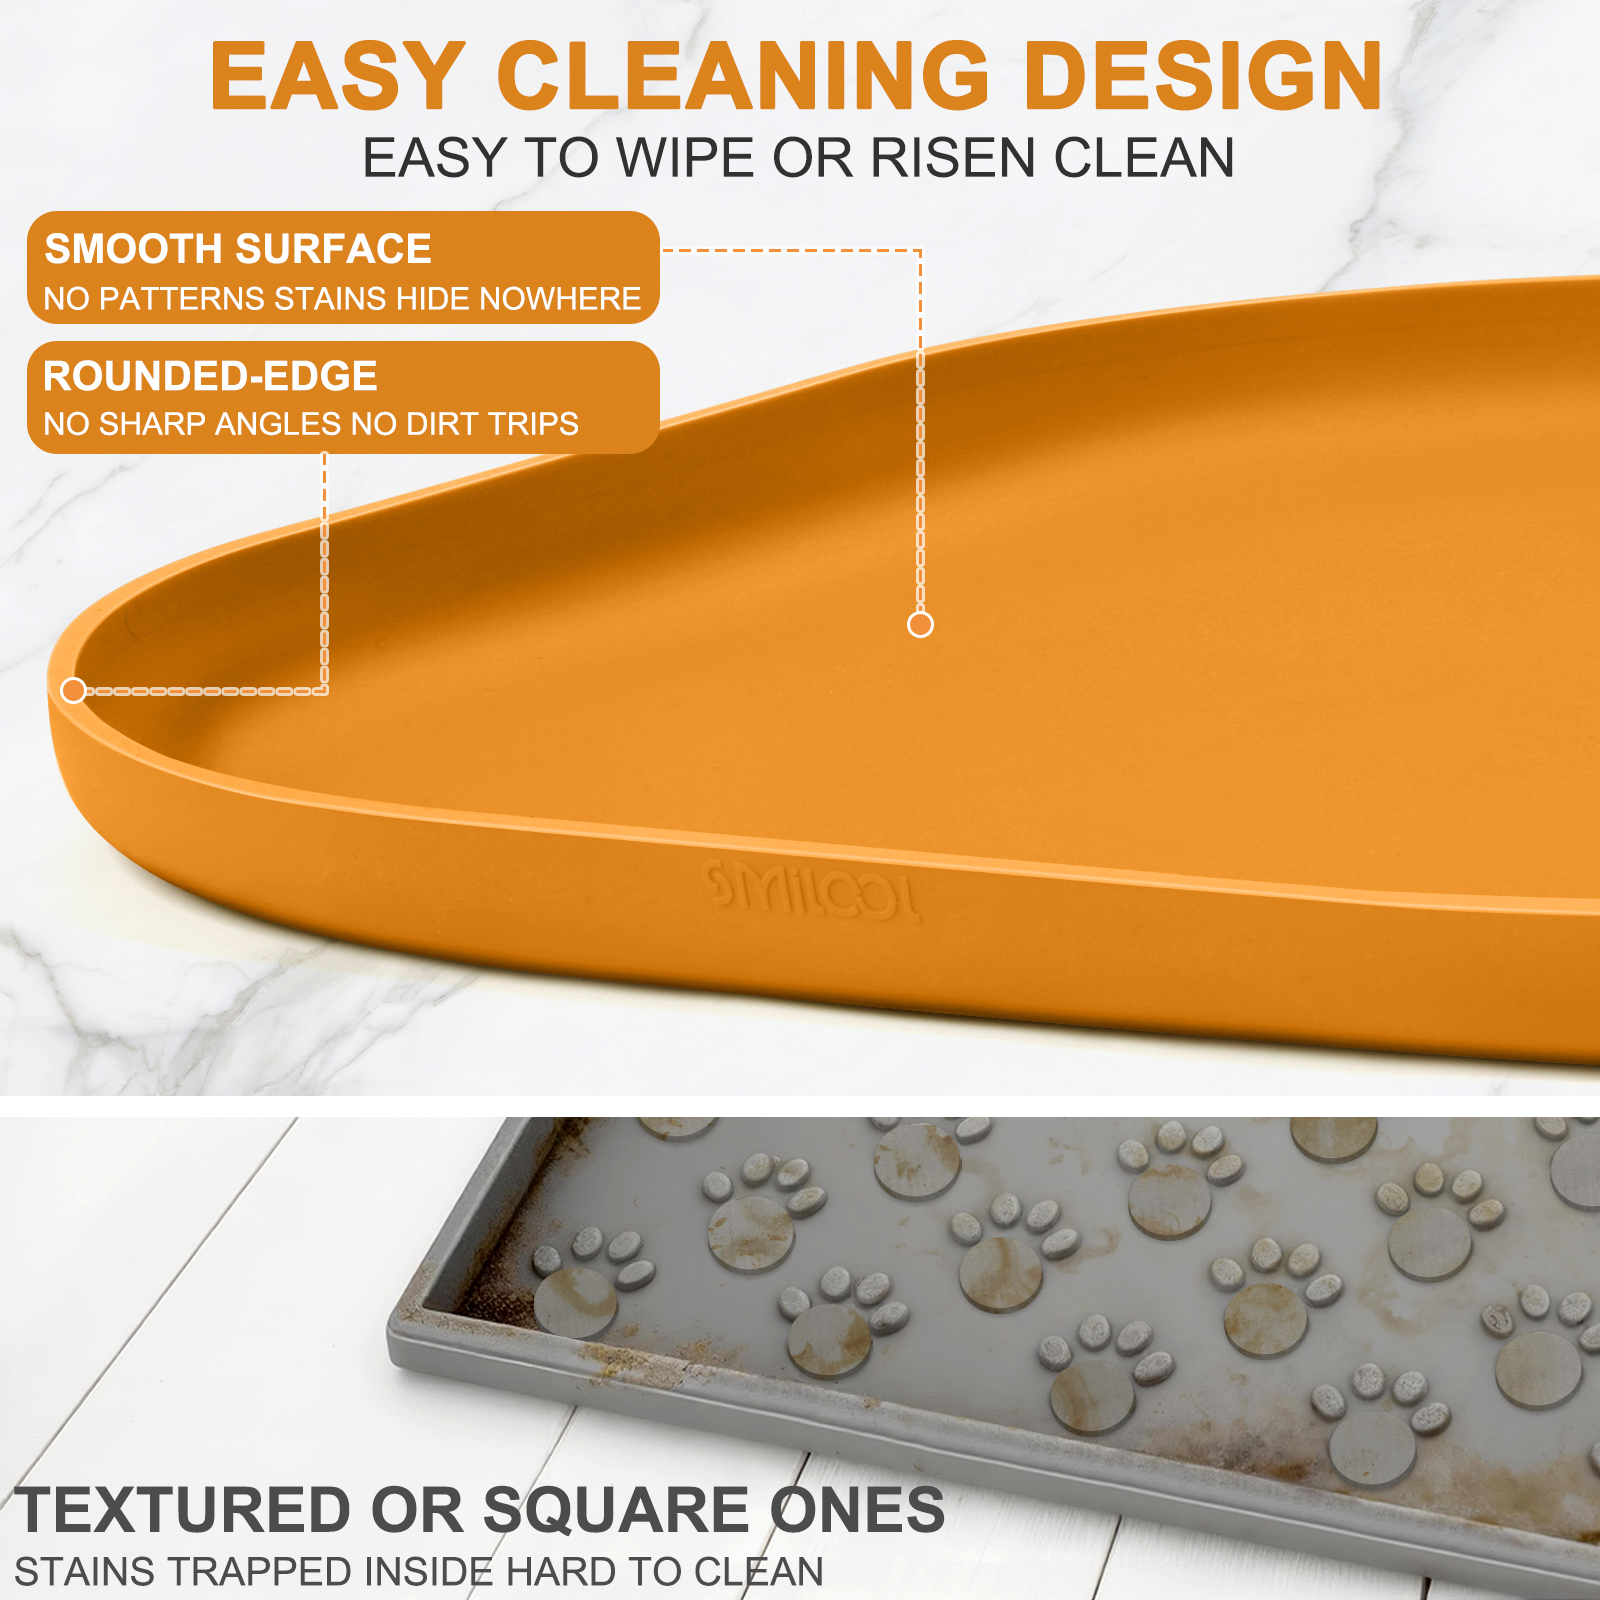 EASY CLEANING DESIGN
EASY TO WIPE OR RISEN CLEAN
SMOOTH SURFACE
NO PATTERNS STAINS HIDE NOWHERE
ROUNDED-EDGE
NO SHARP ANGLES NO DIRT TRIPS
SMILOOL
TEXTURED OR SQUARE ONES
STAINS TRAPPED INSIDE HARD TO CLEAN